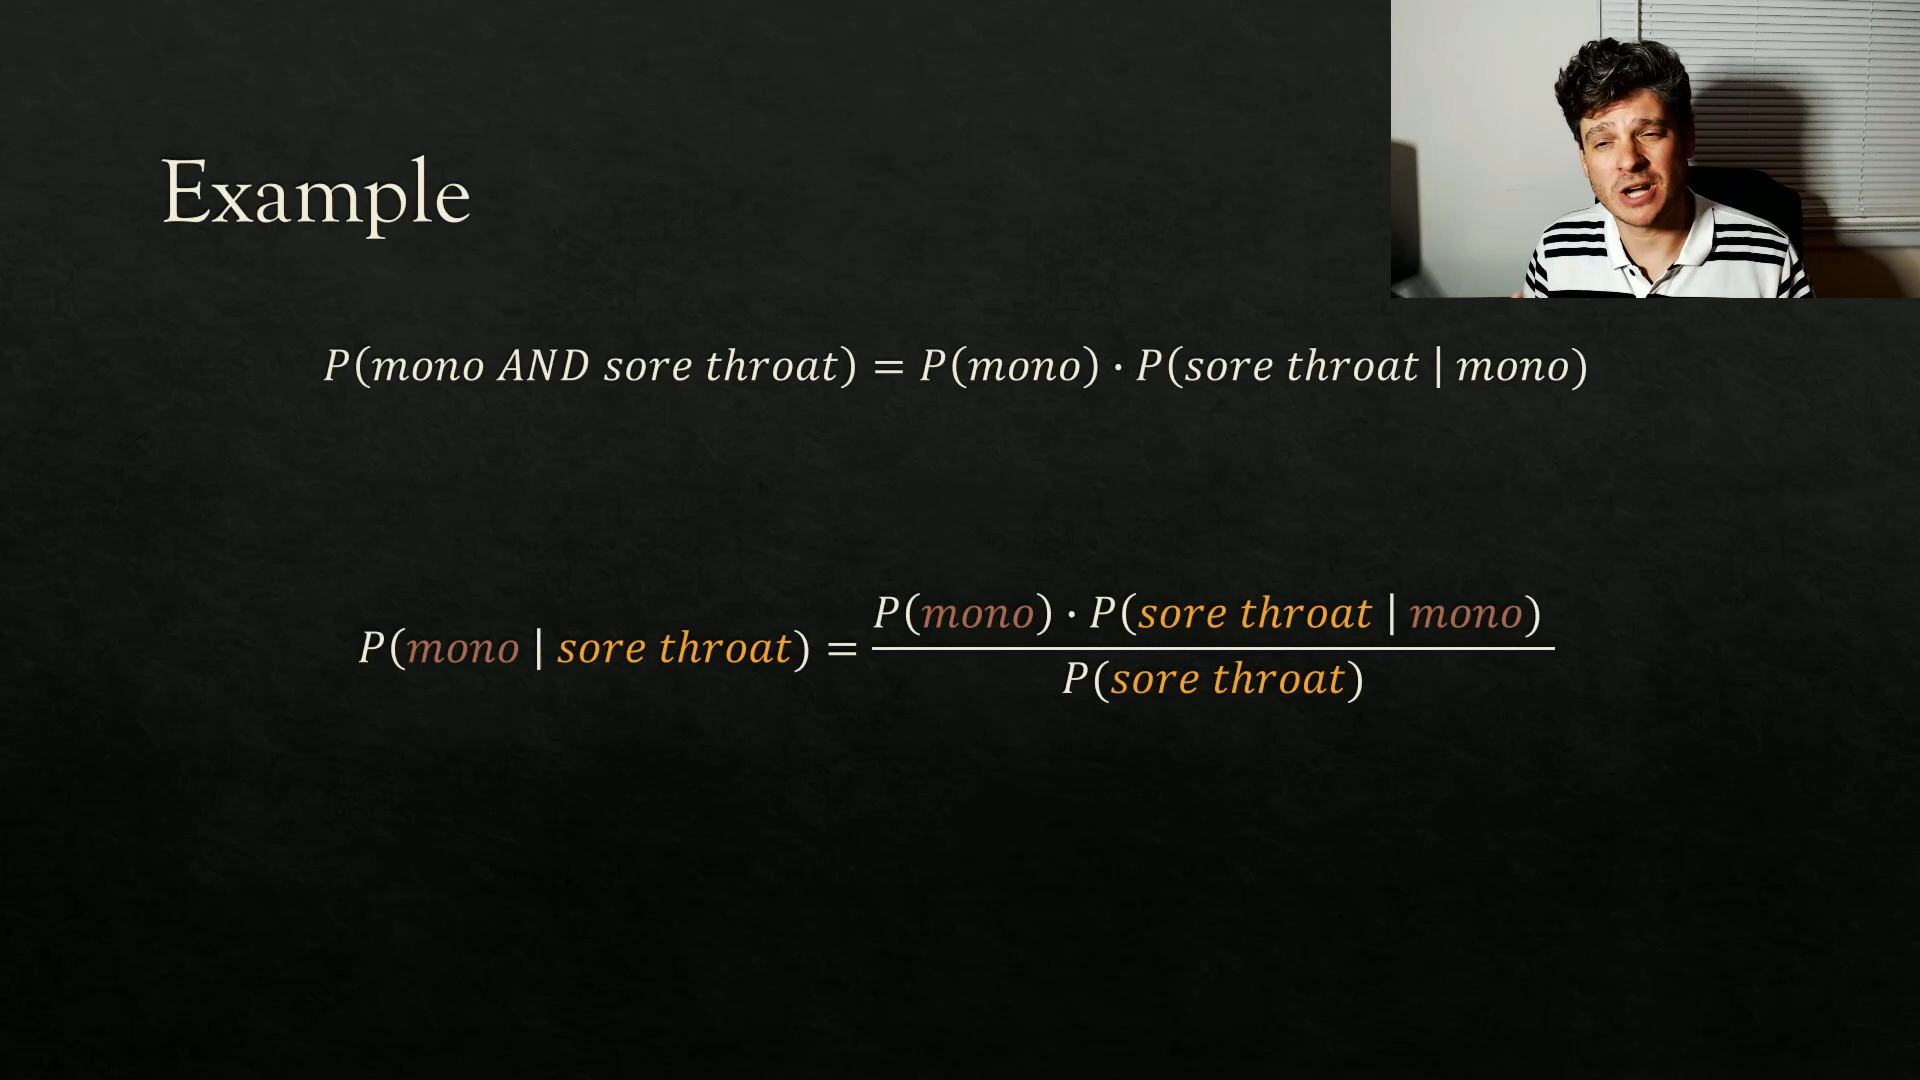 Example
P(mono AND sore throat) = P(mono) · P(sore throat | mono)
P(mono) · P(sore throat | mono)
P(mono | sore throat) =
P(sore throat)